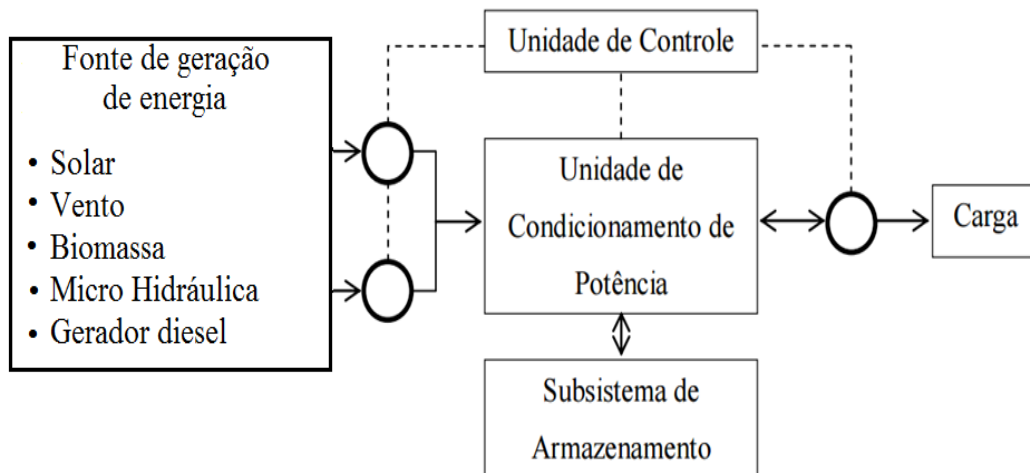 Fonte de geração
de energia
• Solar
• Vento
• Biomassa
• Micro Hidráulica
• Gerador diesel
Unidade de Controle
Unidade de
Condicionamento de
Potência
Subsistema de
Armazenamento
Carga